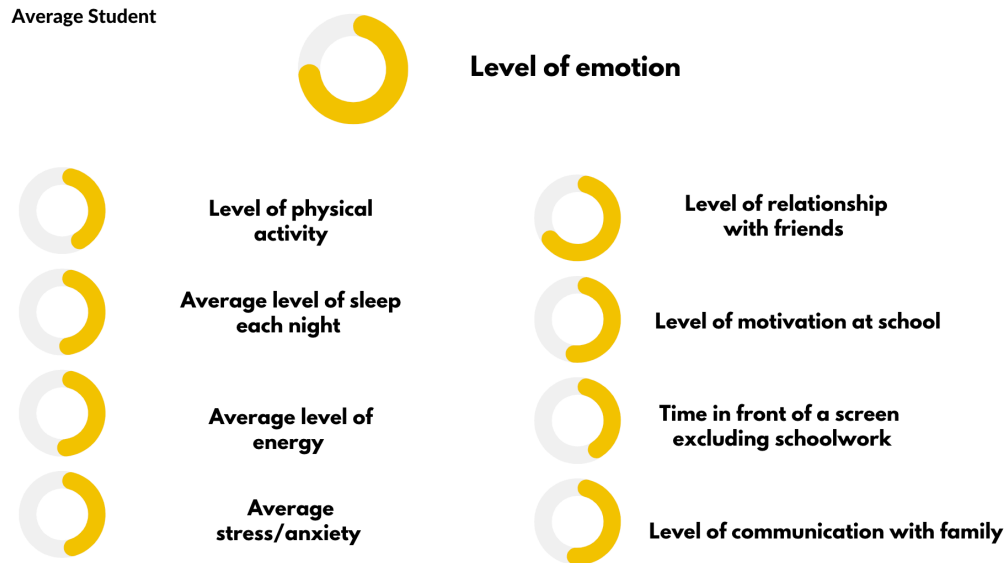 Average Student
Level of emotion
Level of physical
activity
Average level of sleep
each night
Average level of
energy
Average
stress/anxiety
Level of relationship
with friends
Level of motivation at school
Time in front of a screen
excluding schoolwork
Level of communication with family